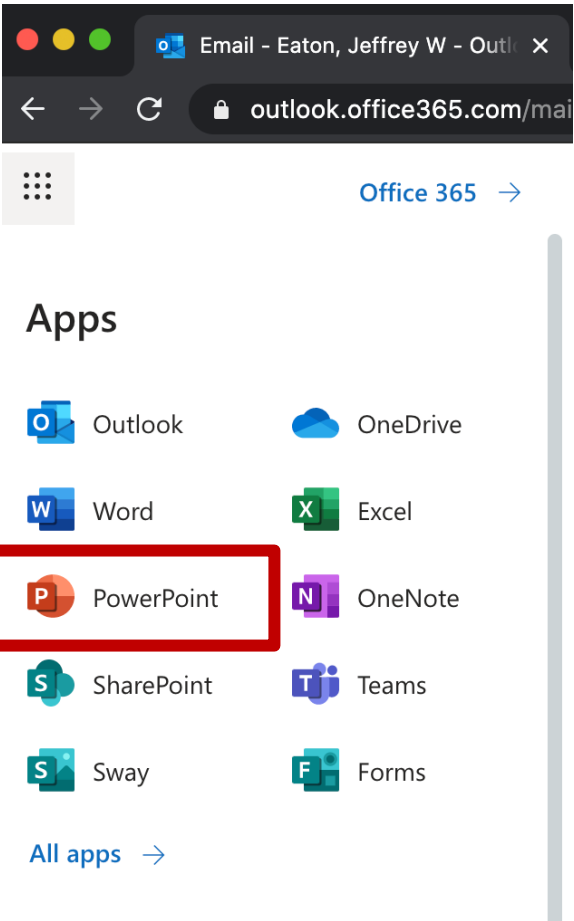 Email - Eaton, Jeffrey W - Outlo
outlook.office365.com/mai
Office 365 →
Apps
O Outlook OneDrive
W Word X Excel
P PowerPoint N OneNote
S SharePoint T Teams
S Sway F Forms
All apps →